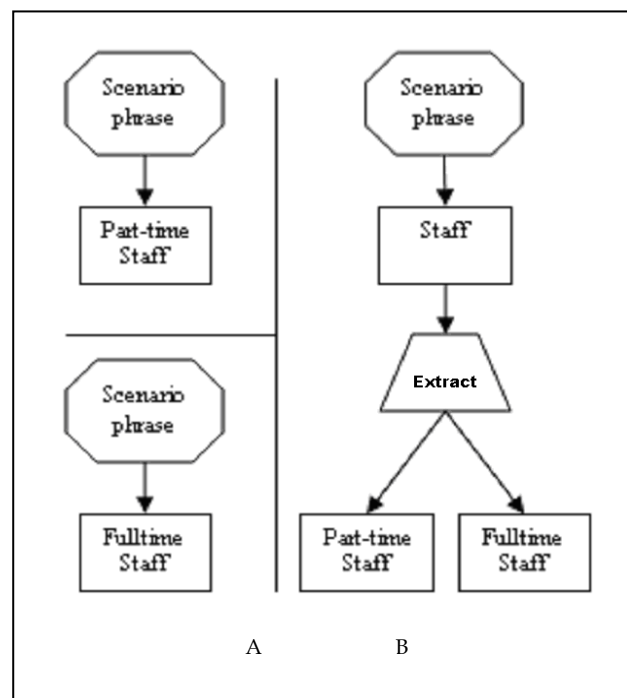 Scenario
phrase
Part-time
Staff
Scenario
phrase
Fulltime
Staff
Scenario
phrase
Staff
Extract
Part-time
Staff
Fulltime
Staff
A
B